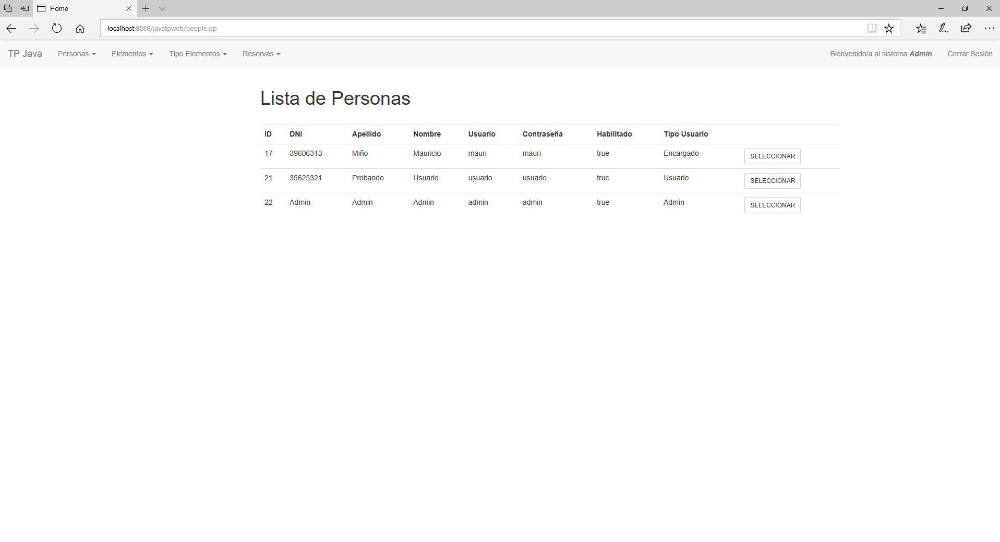 Home
localhost:8080/javatpweb/people.jsp
TP Java Personas Elementos Tipo Elementos Reservas Bienvenido/a al sistema Admin Cerrar Sesión
Lista de Personas
ID DNI Apellido Nombre Usuario Contraseña Habilitado Tipo Usuario
17 39606313 Miño Mauricio mauri mauri true Encargado SELECCIONAR
21 35625321 Probando Usuario usuario usuario true Usuario SELECCIONAR
22 Admin Admin Admin admin admin true Admin SELECCIONAR